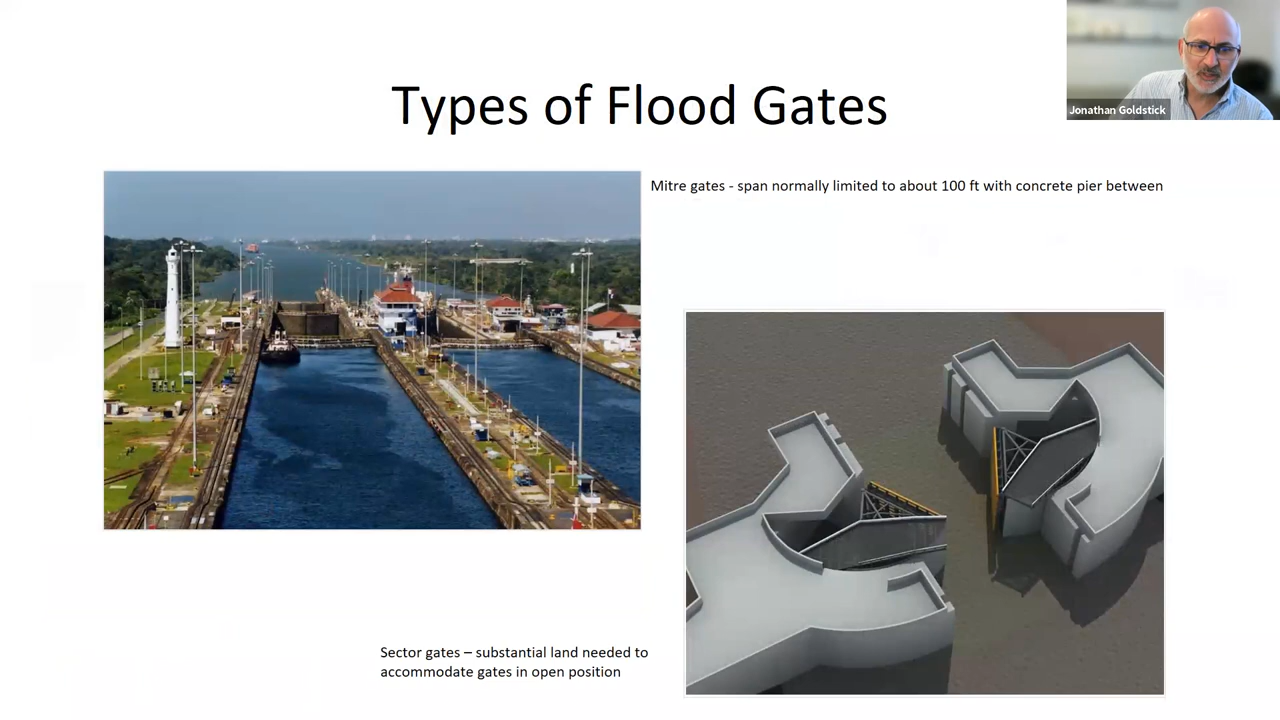 Jonathan Goldstick
Types of Flood Gates
Mitre gates - span normally limited to about 100 ft with concrete pier between
Sector gates – substantial land needed to
accommodate gates in open position